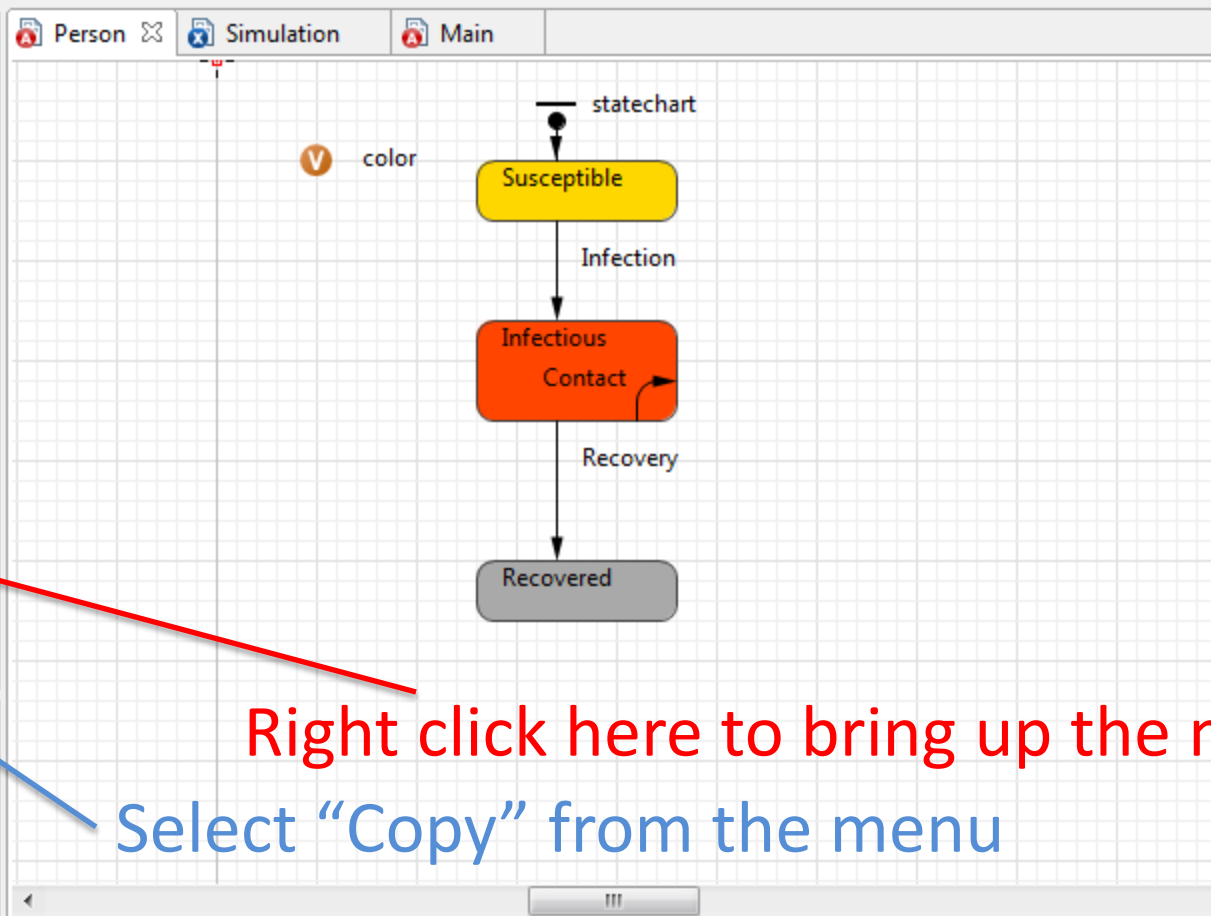 Person Simulation Main
statechart
color
Susceptible
Infection
Infectious
Contact
Recovery
Recovered
Right click here to bring up the
Select “Copy” from the menu